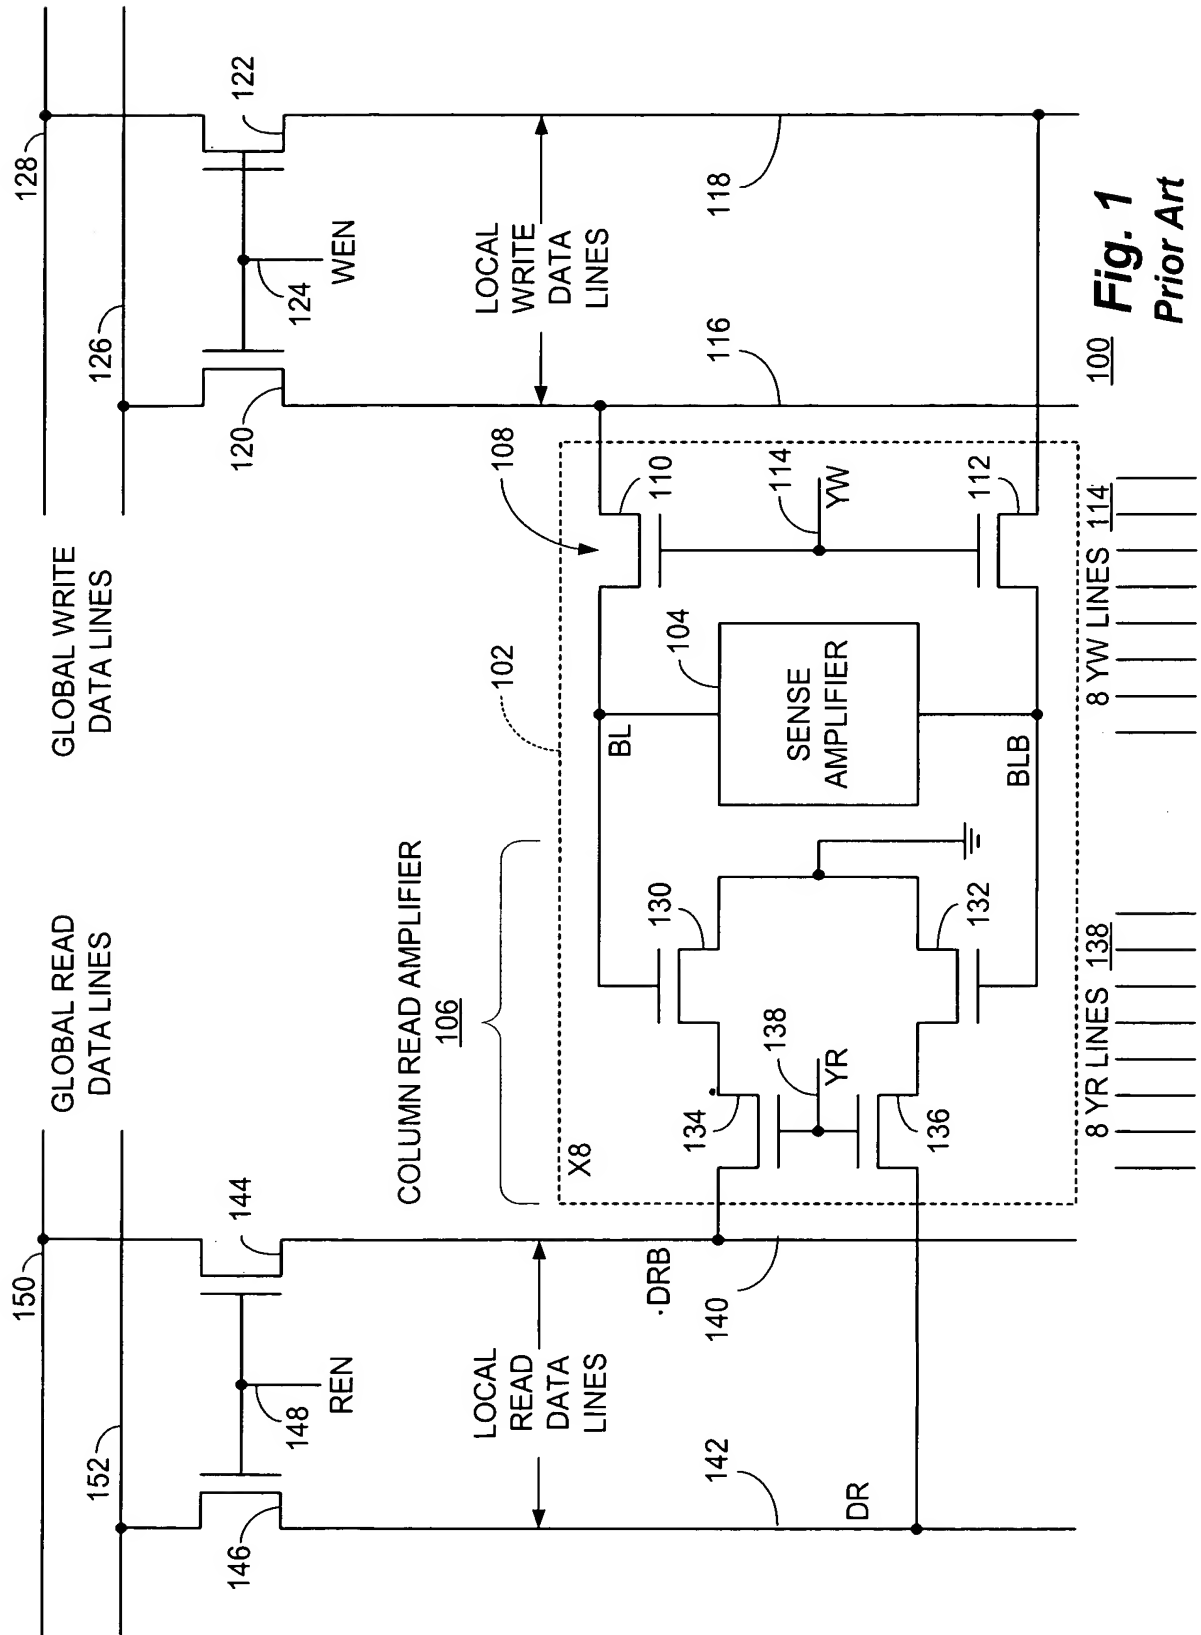 150
152
GLOBAL READ
DATA LINES
GLOBAL WRITE
DATA LINES
128
126
146
148
REN
144
120
124
WEN
122
LOCAL
READ
DATA
LINES
COLUMN READ AMPLIFIER
106
102
108
LOCAL
WRITE
DATA
LINES
142
140
DRB
DR
X8
134
138
YR
136
130
132
BL
BLB
104
SENSE
AMPLIFIER
110
114
YW
112
116
118
8 YR LINES 138
8 YW LINES 114
100
Fig. 1
Prior Art